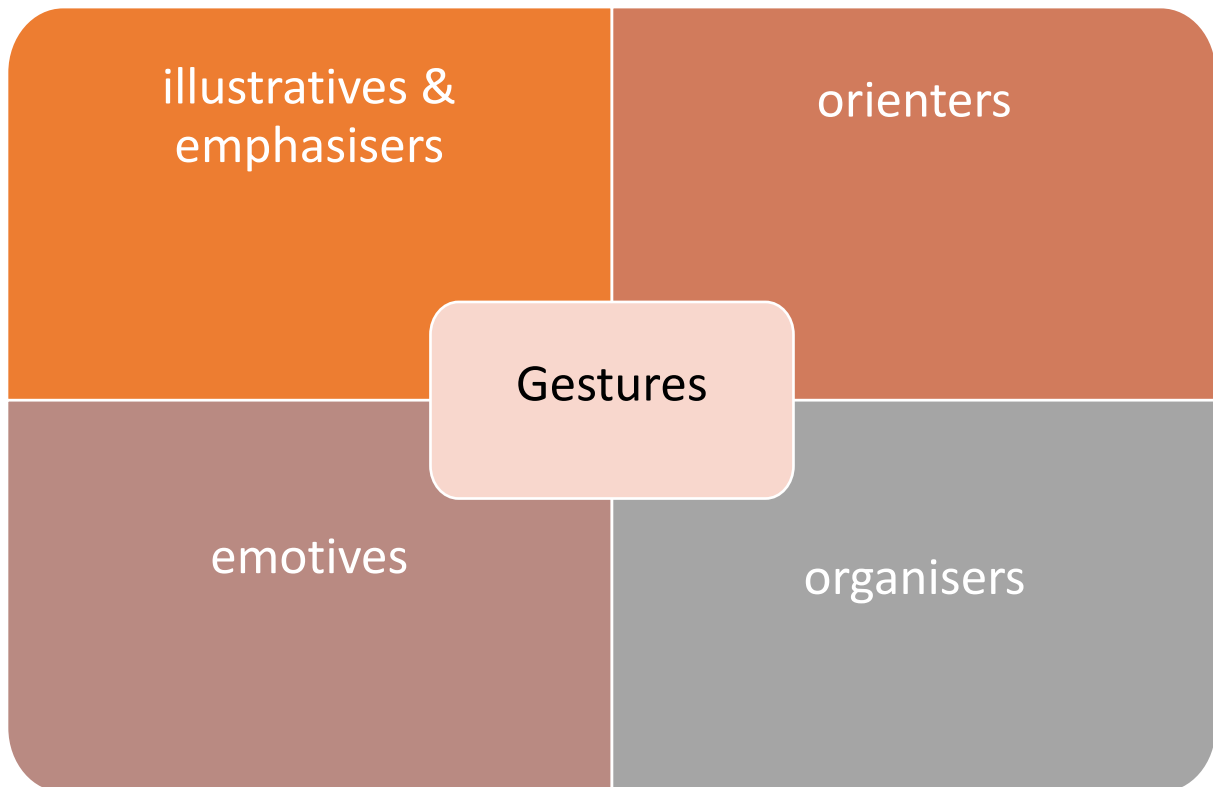 illustratives &
emphasisers
orienters
Gestures
emotives
organisers